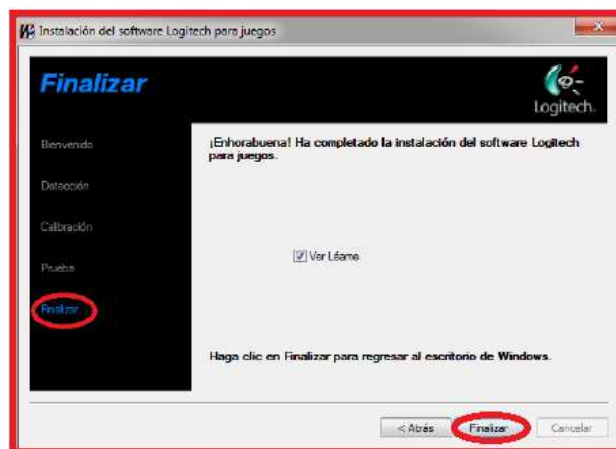 Instalación del software Logitech para juegos
Finalizar
Logitech.
Bienvenido
¡Enhorabuena! Ha completado la instalación del software Logitech
para juegos.
Detección
Calibración
Ver Léame
Prueba
Finalizar
Haga clic en Finalizar para regresar al escritorio de Windows.
< Atrás
Finalizar
Cancelar